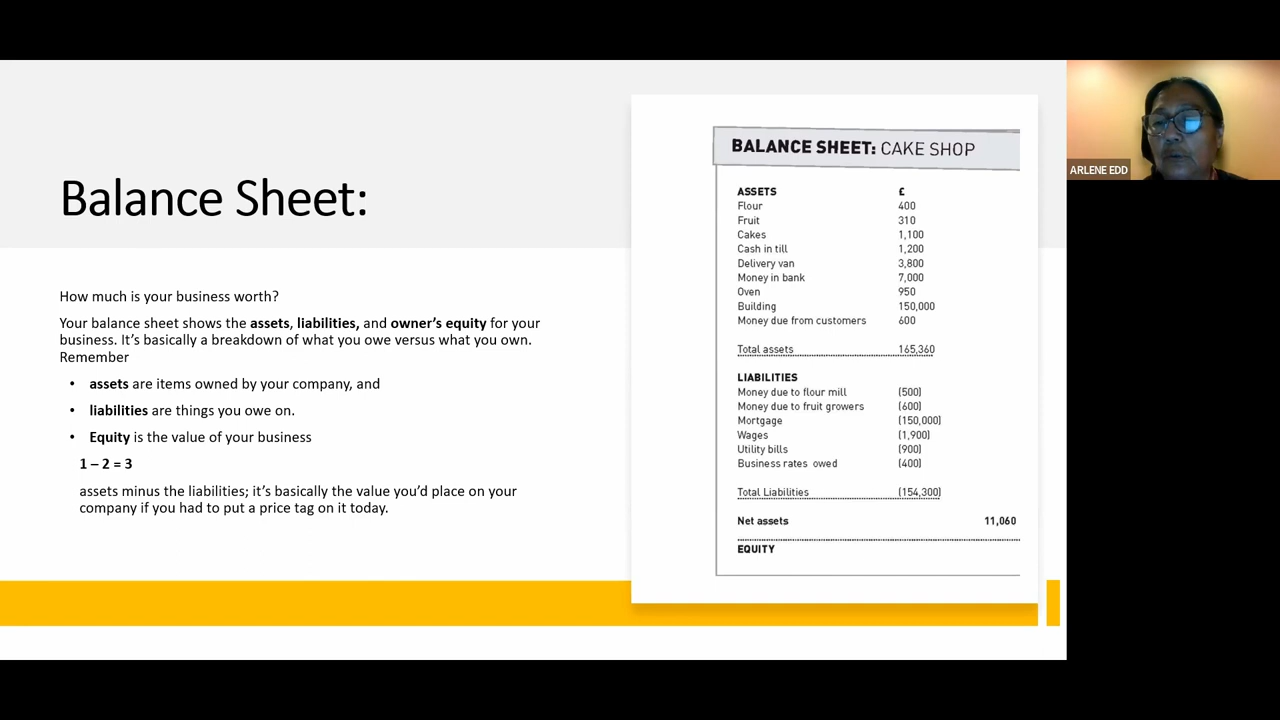 Balance Sheet:
How much is your business worth?
Your balance sheet shows the assets, liabilities, and owner's equity for your
business. It's basically a breakdown of what you owe versus what you own.
Remember
• assets are items owned by your company, and
• liabilities are things you owe on.
• Equity is the value of your business
1 – 2 = 3
assets minus the liabilities; it's basically the value you'd place on your
company if you had to put a price tag on it today.
BALANCE SHEET: CAKE SHOP
ASSETS £
Flour 400
Fruit 310
Cakes 1,100
Cash in till 1,200
Delivery van 3,800
Money in bank 7,000
Oven 950
Building 150,000
Money due from customers 600
Total assets 165,360
LIABILITIES
Money due to flour mill (500)
Money due to fruit growers (600)
Mortgage (150,000)
Wages (1,900)
Utility bills (900)
Business rates owed (400)
Total Liabilities (154,300)
Net assets 11,060
EQUITY
ARLENE EDD